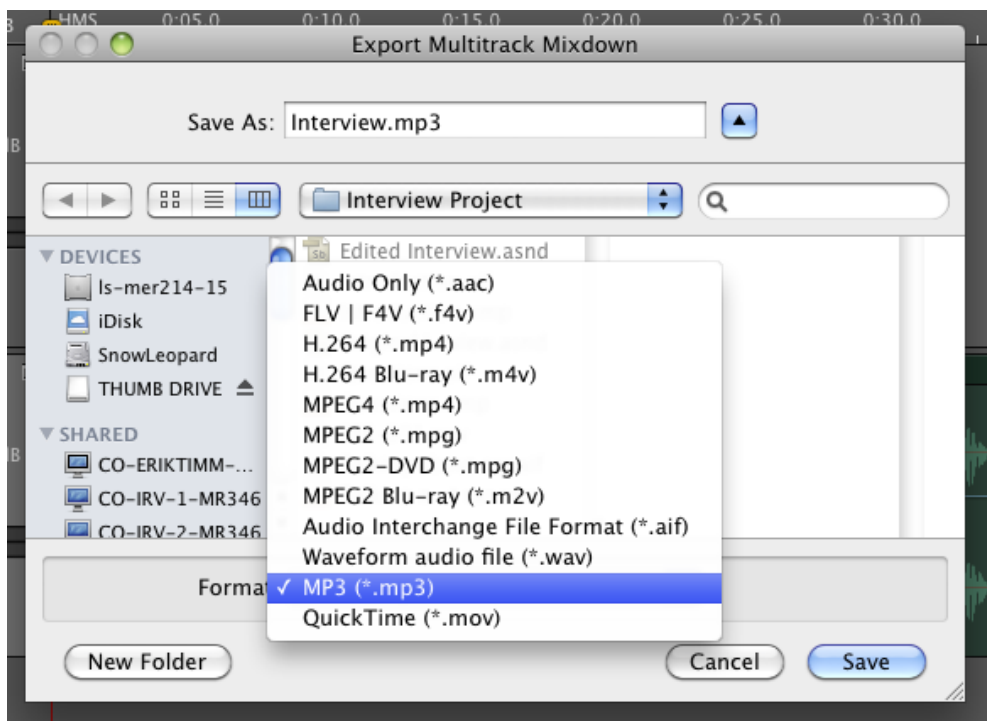 HMS 0:05.0 0:10.0 0:15.0 0:20.0 0:25.0 0:30.0
Export Multitrack Mixdown
Save As: Interview.mp3
Interview Project
DEVICES
ls-mer214-15
iDisk
SnowLeopard
THUMB DRIVE
SHARED
CO-ERIKTIMM-...
CO-IRV-1-MR346
CO-IRV-2-MR346
Edited Interview.asnd
Audio Only (*.aac)
FLV | F4V (*.f4v)
H.264 (*.mp4)
H.264 Blu-ray (*.m4v)
MPEG4 (*.mp4)
MPEG2 (*.mpg)
MPEG2-DVD (*.mpg)
MPEG2 Blu-ray (*.m2v)
Audio Interchange File Format (*.aif)
Waveform audio file (*.wav)
Forma ✓ MP3 (*.mp3)
QuickTime (*.mov)
New Folder Cancel Save